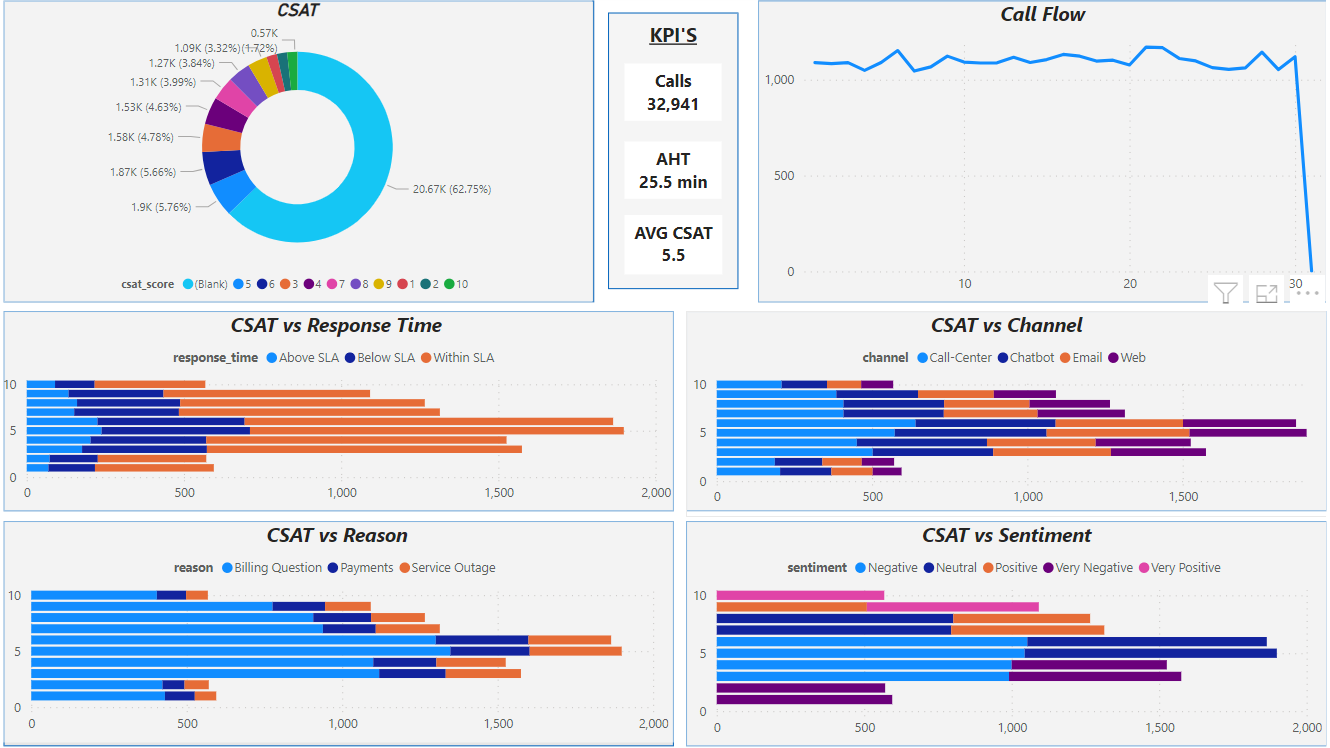 CSAT
0.57K
1.09K (3.32%) (1.72%)
1.27K (3.84%)
1.31K (3.99%)
1.53K (4.63%)
1.58K (4.78%)
1.87K (5.66%)
1.9K (5.76%)
20.67K (62.75%)
csat_score (Blank) 5 6 3 4 7 8 9 1 2 10
KPI'S
Calls
32,941
AHT
25.5 min
AVG CSAT
5.5
Call Flow
1,000
500
0
10 20 30
CSAT vs Response Time
response_time Above SLA Below SLA Within SLA
10
5
0
0 500 1,000 1,500 2,000
CSAT vs Channel
channel Call-Center Chatbot Email Web
10
5
0
0 500 1,000 1,500
CSAT vs Reason
reason Billing Question Payments Service Outage
10
5
0
0 500 1,000 1,500 2,000
CSAT vs Sentiment
sentiment Negative Neutral Positive Very Negative Very Positive
10
5
0
0 500 1,000 1,500 2,000